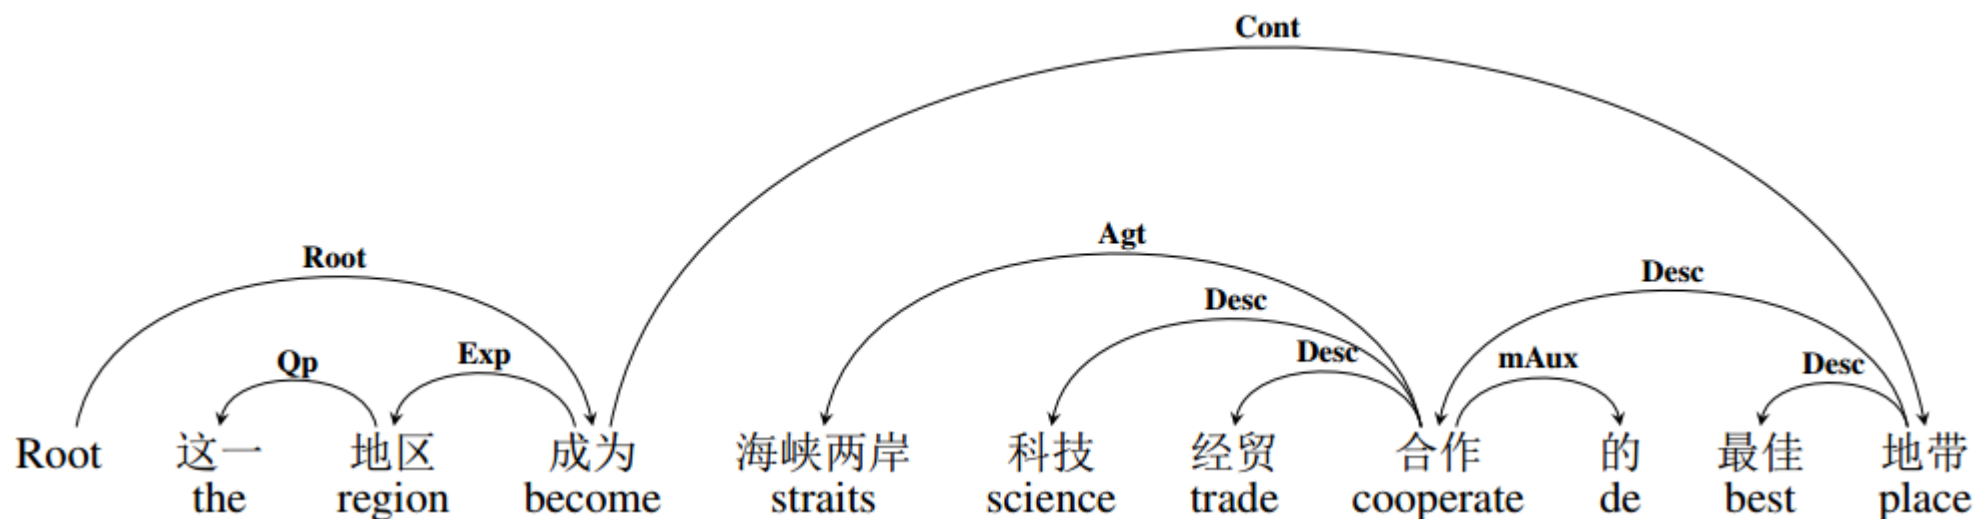 Cont
Agt
Root
Desc
Desc
Qp
Exp
Desc
mAux
Desc
Root 这一 地区 成为 海峡两岸 科技 经贸 合作 的 最佳 地带
the region become straits science trade cooperate de best place